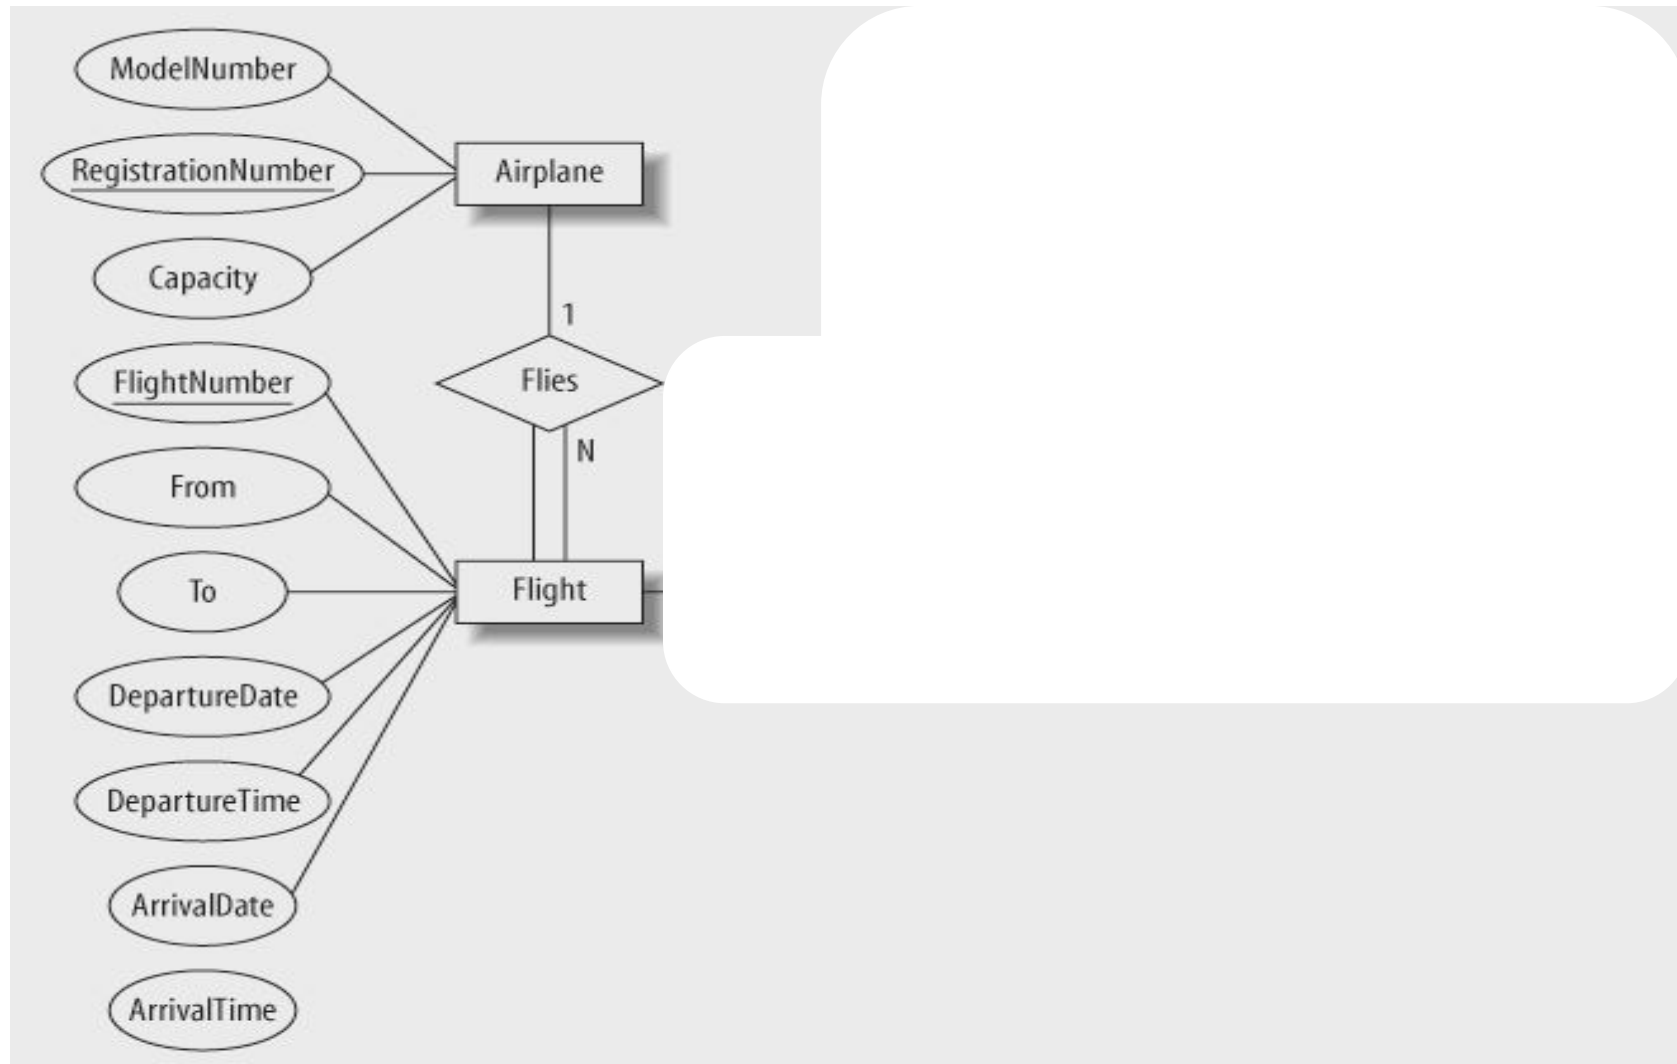 ModelNumber
RegistrationNumber
Airplane
Capacity
1
FlightNumber
Flies
N
From
To
Flight
DepartureDate
DepartureTime
ArrivalDate
ArrivalTime